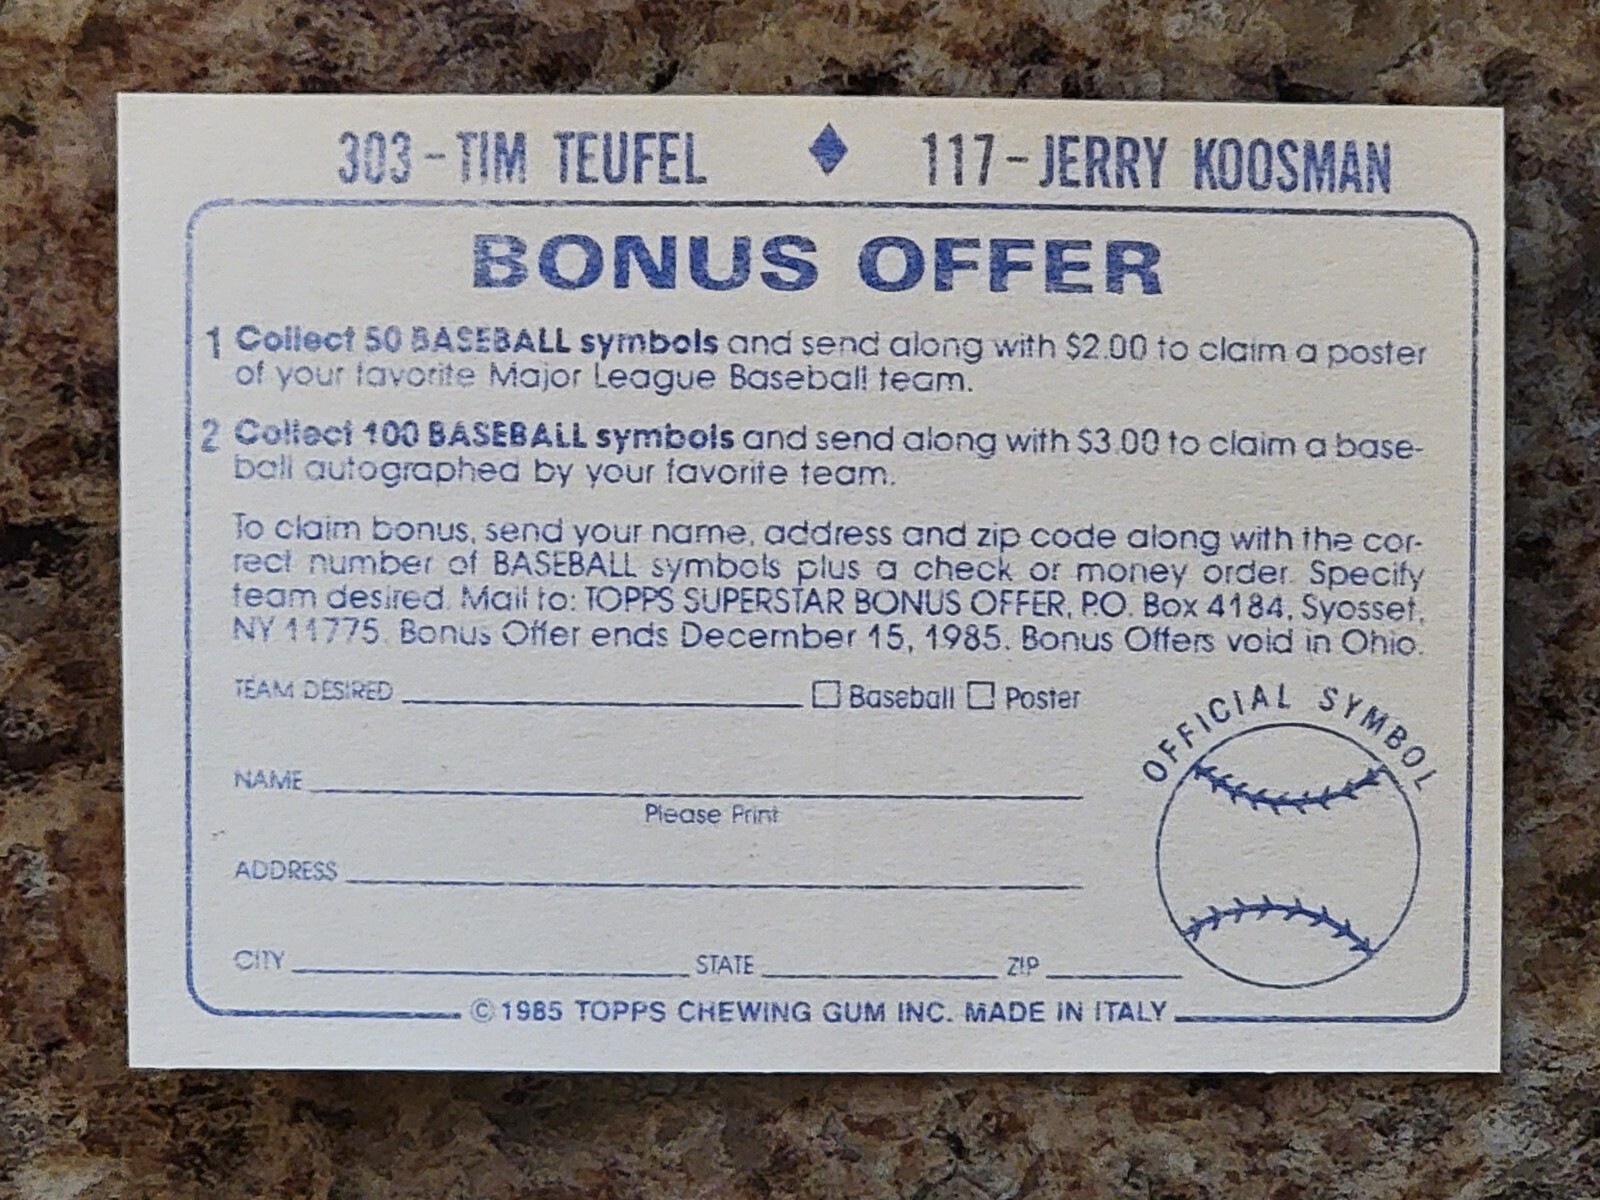 303-TIM TEUFEL ♦ 117-JERRY KOOSMAN
BONUS OFFER
1 Collect 50 BASEBALL symbols and send along with $2.00 to claim a poster
of your favorite Major League Baseball team.
2 Collect 100 BASEBALL symbols and send along with $3.00 to claim a base-
ball autographed by your favorite team.
To claim bonus, send your name, address and zip code along with the cor-
rect number of BASEBALL symbols plus a check or money order. Specify
team desired. Mail to: TOPPS SUPERSTAR BONUS OFFER, P.O. Box 4184, Syosset,
NY 11775. Bonus Offer ends December 15, 1985. Bonus Offers void in Ohio.
TEAM DESIRED ☐ Baseball ☐ Poster
OFFICIAL SYMBOL
NAME
Please Print
ADDRESS
CITY STATE ZIP
© 1985 TOPPS CHEWING GUM INC. MADE IN ITALY